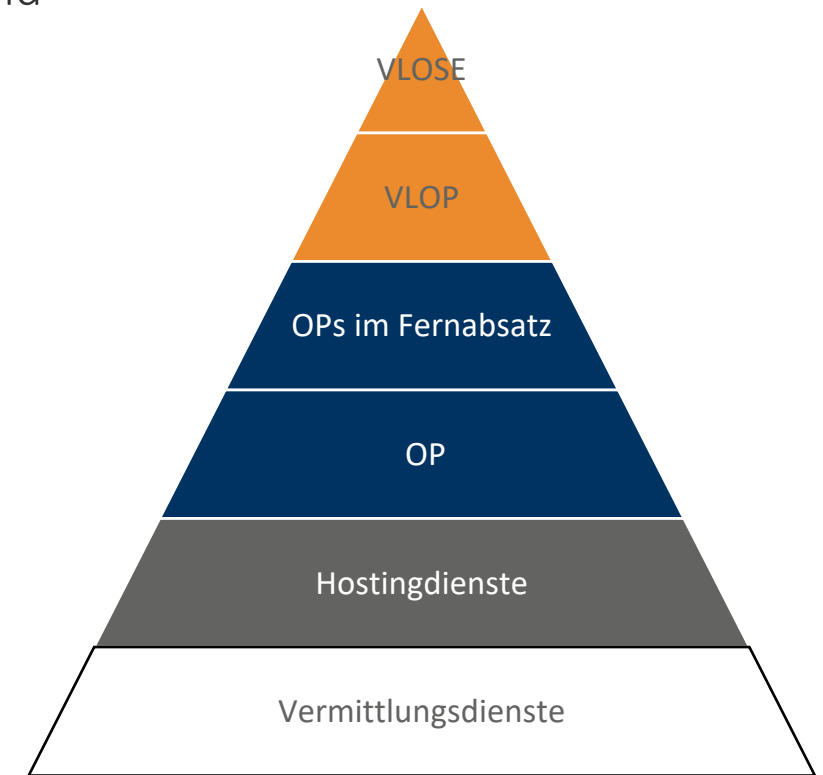 VLOSE
VLOP
OPs im Fernabsatz
OP
Hostingdienste
Vermittlungsdienste